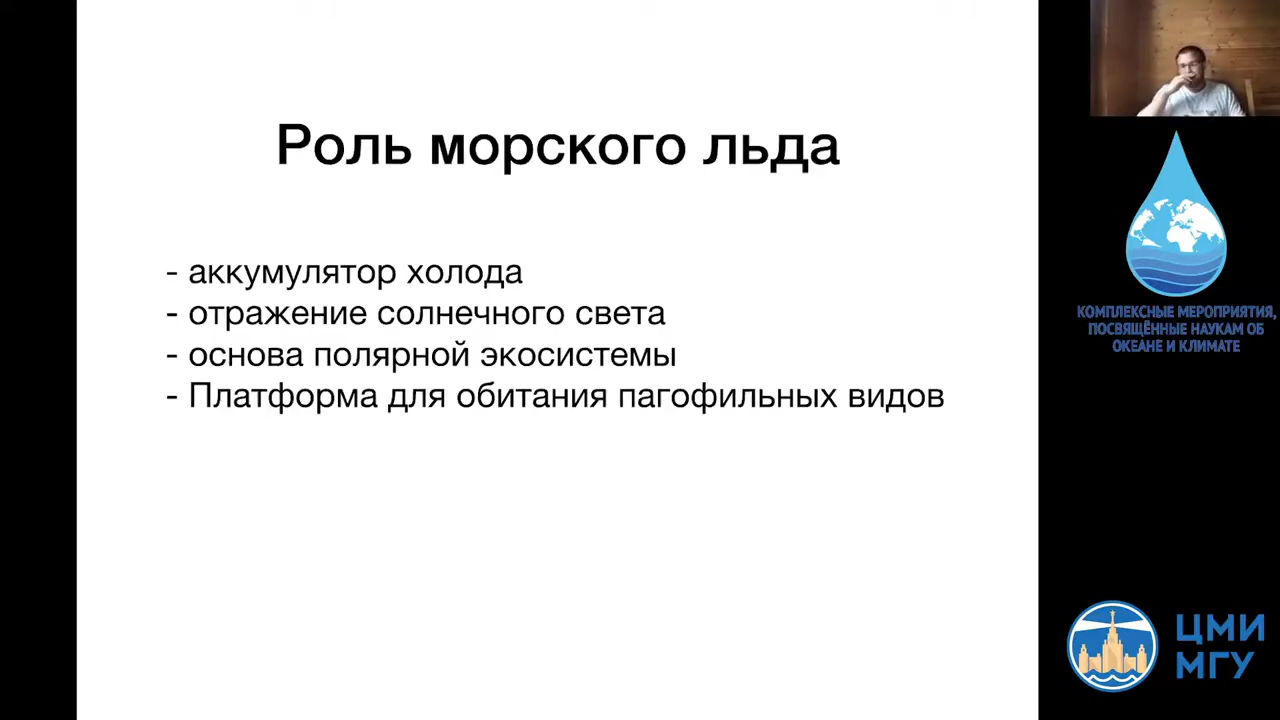 Роль морского льда
- аккумулятор холода
- отражение солнечного света
- основа полярной экосистемы
- Платформа для обитания пагофильных видов
КОМПЛЕКСНЫЕ МЕРОПРИЯТИЯ,
ПОСВЯЩЁННЫЕ НАУКАМ ОБ
ОКЕАНЕ И КЛИМАТЕ
ЦМИ
МГУ